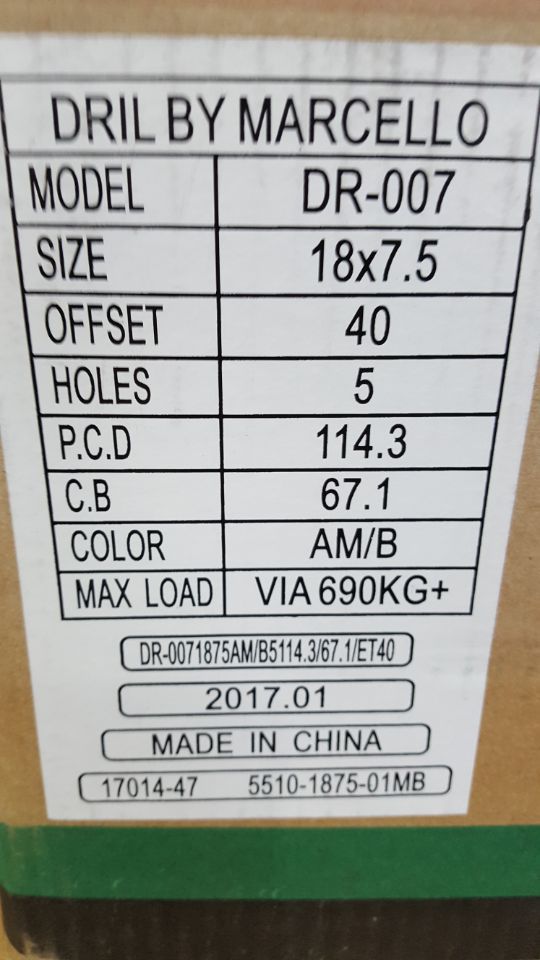 DRIL BY MARCELLO
MODEL DR-007
SIZE 18x7.5
OFFSET 40
HOLES 5
P.C.D 114.3
C.B 67.1
COLOR AM/B
MAX LOAD VIA 690KG+
DR-0071875AM/B5114.3/67.1/ET40
2017.01
MADE IN CHINA
17014-47 5510-1875-01MB